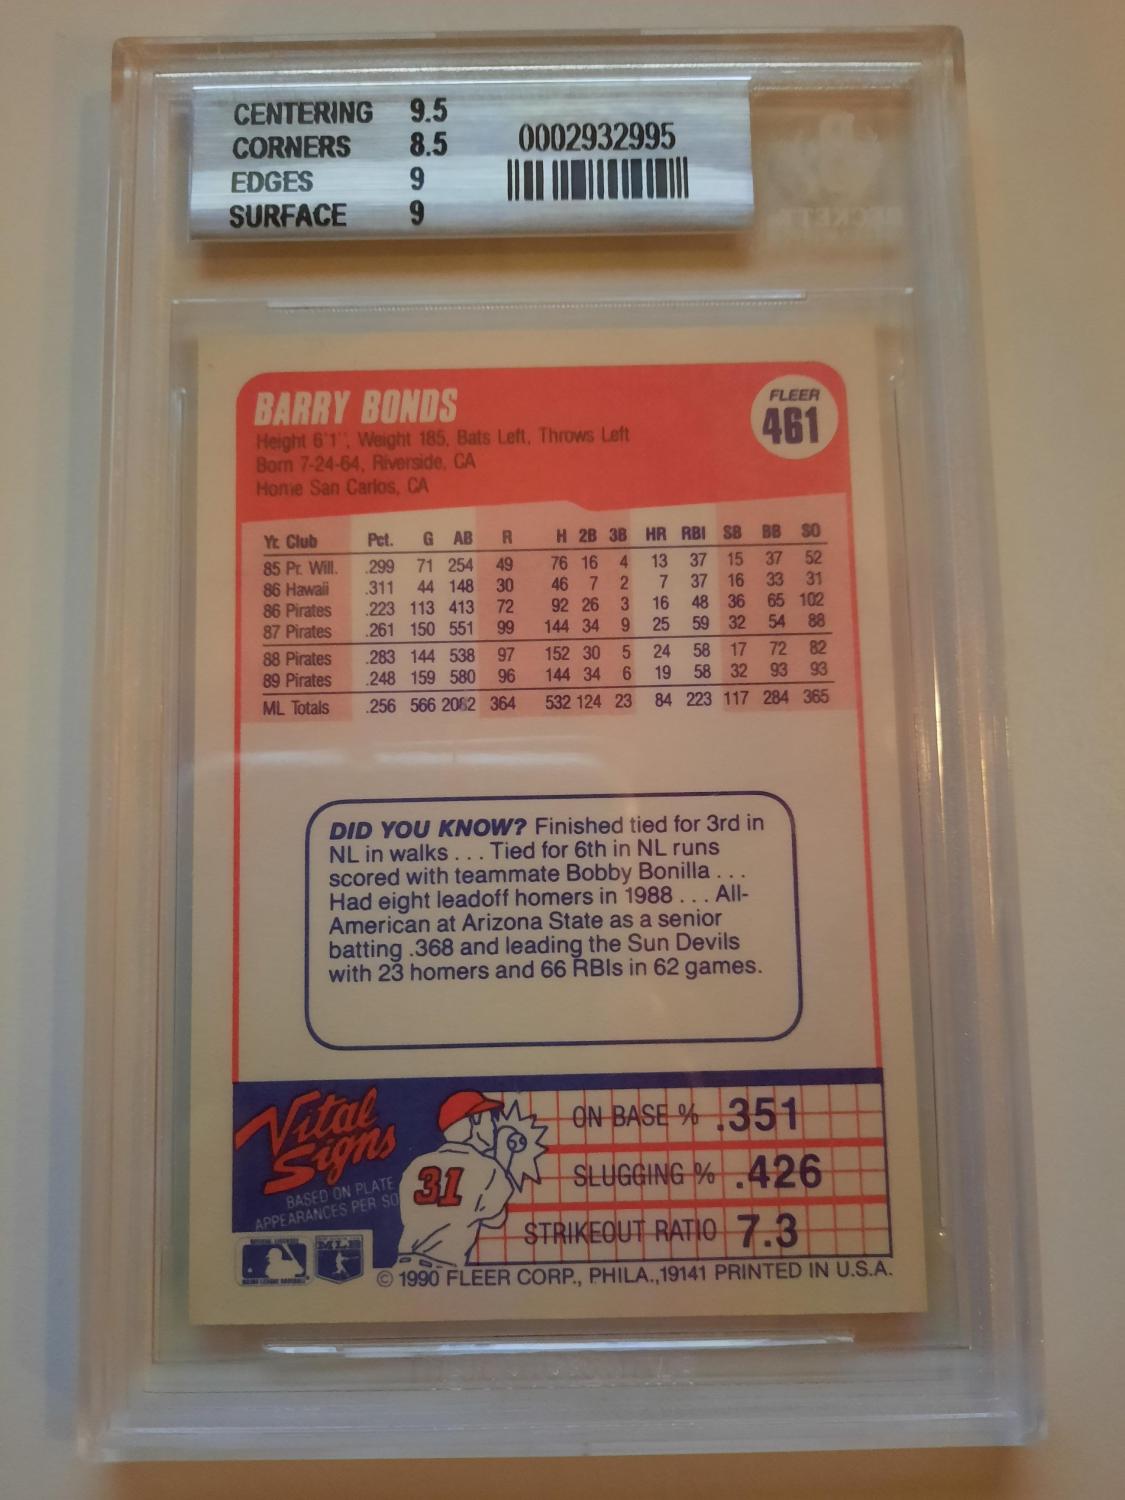 CENTERING 9.5
CORNERS 8.5
EDGES 9
SURFACE 9
0002932995
BARRY BONDS
FLEER
461
Height 6'1", Weight 185, Bats Left, Throws Left
Born 7-24-64, Riverside, CA
Home San Carlos, CA
Yr. Club Pct. G AB R H 2B 3B HR RBI SB BB SO
85 Pr. Will. .299 71 254 49 76 16 4 13 37 15 37 52
86 Hawaii .311 44 148 30 46 7 2 7 37 16 33 31
86 Pirates .223 113 413 72 92 26 3 16 48 36 65 102
87 Pirates .261 150 551 99 144 34 9 25 59 32 54 88
88 Pirates .283 144 538 97 152 30 5 24 58 17 72 82
89 Pirates .248 159 580 96 144 34 6 19 58 32 93 93
ML Totals .256 566 2082 364 532 124 23 84 223 117 284 365
DID YOU KNOW? Finished tied for 3rd in
NL in walks . . . Tied for 6th in NL runs
scored with teammate Bobby Bonilla . . .
Had eight leadoff homers in 1988 . . . All-
American at Arizona State as a senior
batting .368 and leading the Sun Devils
with 23 homers and 66 RBIs in 62 games.
Vital
Signs
BASED ON PLATE
APPEARANCES PER SO
31
ON BASE % .351
SLUGGING % .426
STRIKEOUT RATIO 7.3
MLB
© 1990 FLEER CORP., PHILA.,19141 PRINTED IN U.S.A.